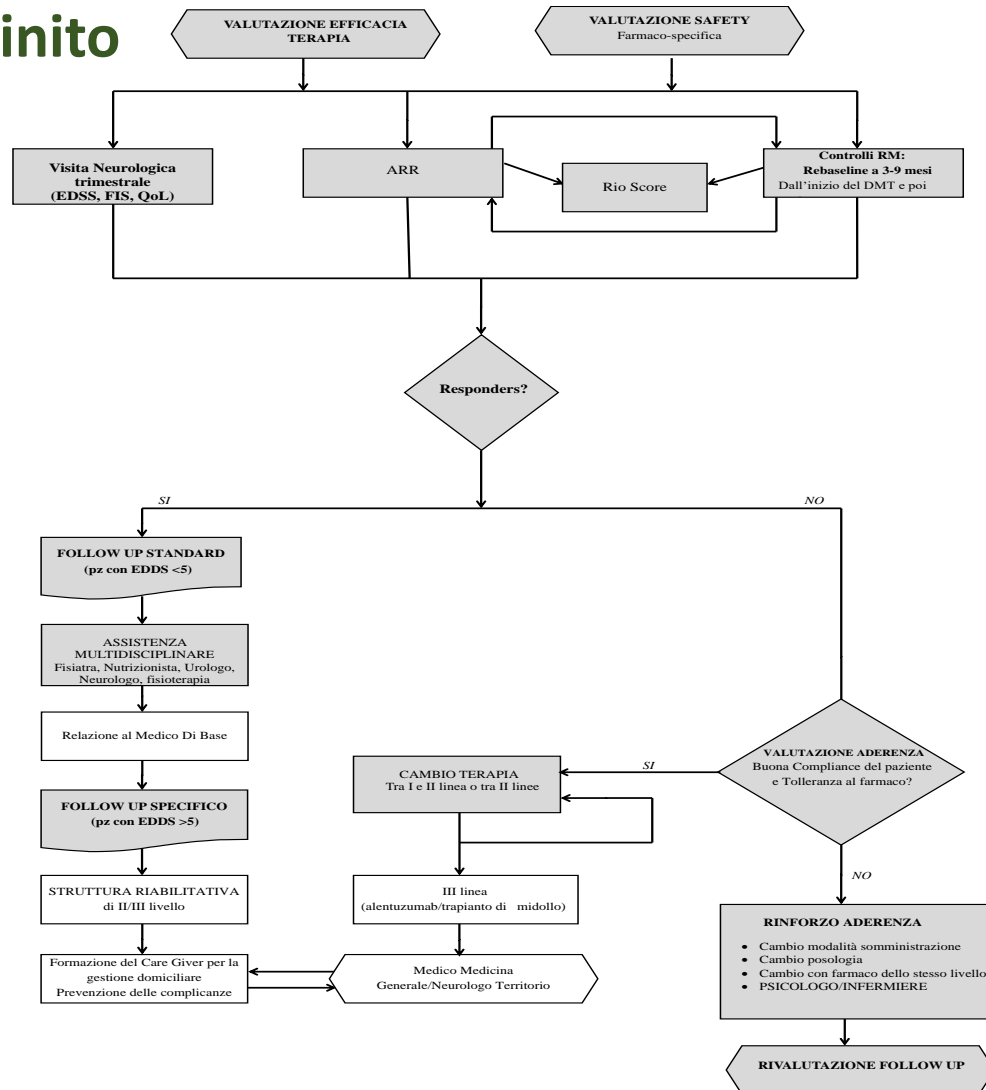 inito
VALUTAZIONE EFFICACIA
TERAPIA
VALUTAZIONE SAFETY
Farmaco-specifica
Visita Neurologica
trimestrale
(EDSS, FIS, QoL)
ARR
Rio Score
Controlli RM:
Rebaseline a 3-9 mesi
Dall'inizio del DMT e poi
Responders?
SI
NO
FOLLOW UP STANDARD
(pz con EDDS <5)
ASSISTENZA
MULTIDISCIPLINARE
Fisiatra, Nutrizionista, Urologo,
Neurologo, fisioterapia
Relazione al Medico Di Base
FOLLOW UP SPECIFICO
(pz con EDDS >5)
STRUTTURA RIABILITATIVA
di II/III livello
Formazione del Care Giver per la
gestione domiciliare
Prevenzione delle complicanze
CAMBIO TERAPIA
Tra I e II linea o tra II linee
SI
VALUTAZIONE ADERENZA
Buona Compliance del paziente
e Tolleranza al farmaco?
III linea
(alentuzumab/trapianto di midollo)
Medico Medicina
Generale/Neurologo Territorio
NO
RINFORZO ADERENZA
• Cambio modalità somministrazione
• Cambio posologia
• Cambio con farmaco dello stesso livello
• PSICOLOGO/INFERMIERE
RIVALUTAZIONE FOLLOW UP